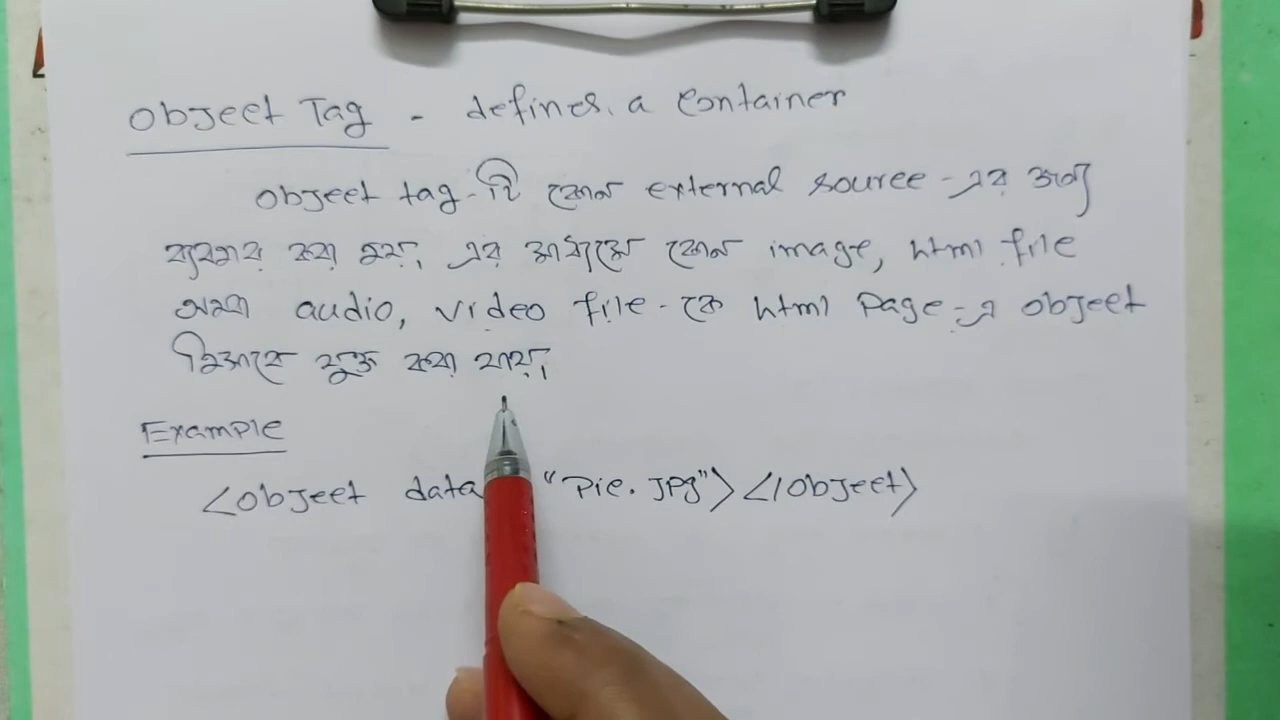 Object Tag - defines a Container
object tag-টি কোন external source-এর জন্য
ব্যবহার করা হয়। এর মাধ্যমে কোন image, html file
অথবা audio, video file-কে html Page-এ object
হিসাবে যুক্ত করা যায়।
Example
<object data "Pic.jpg"></object>